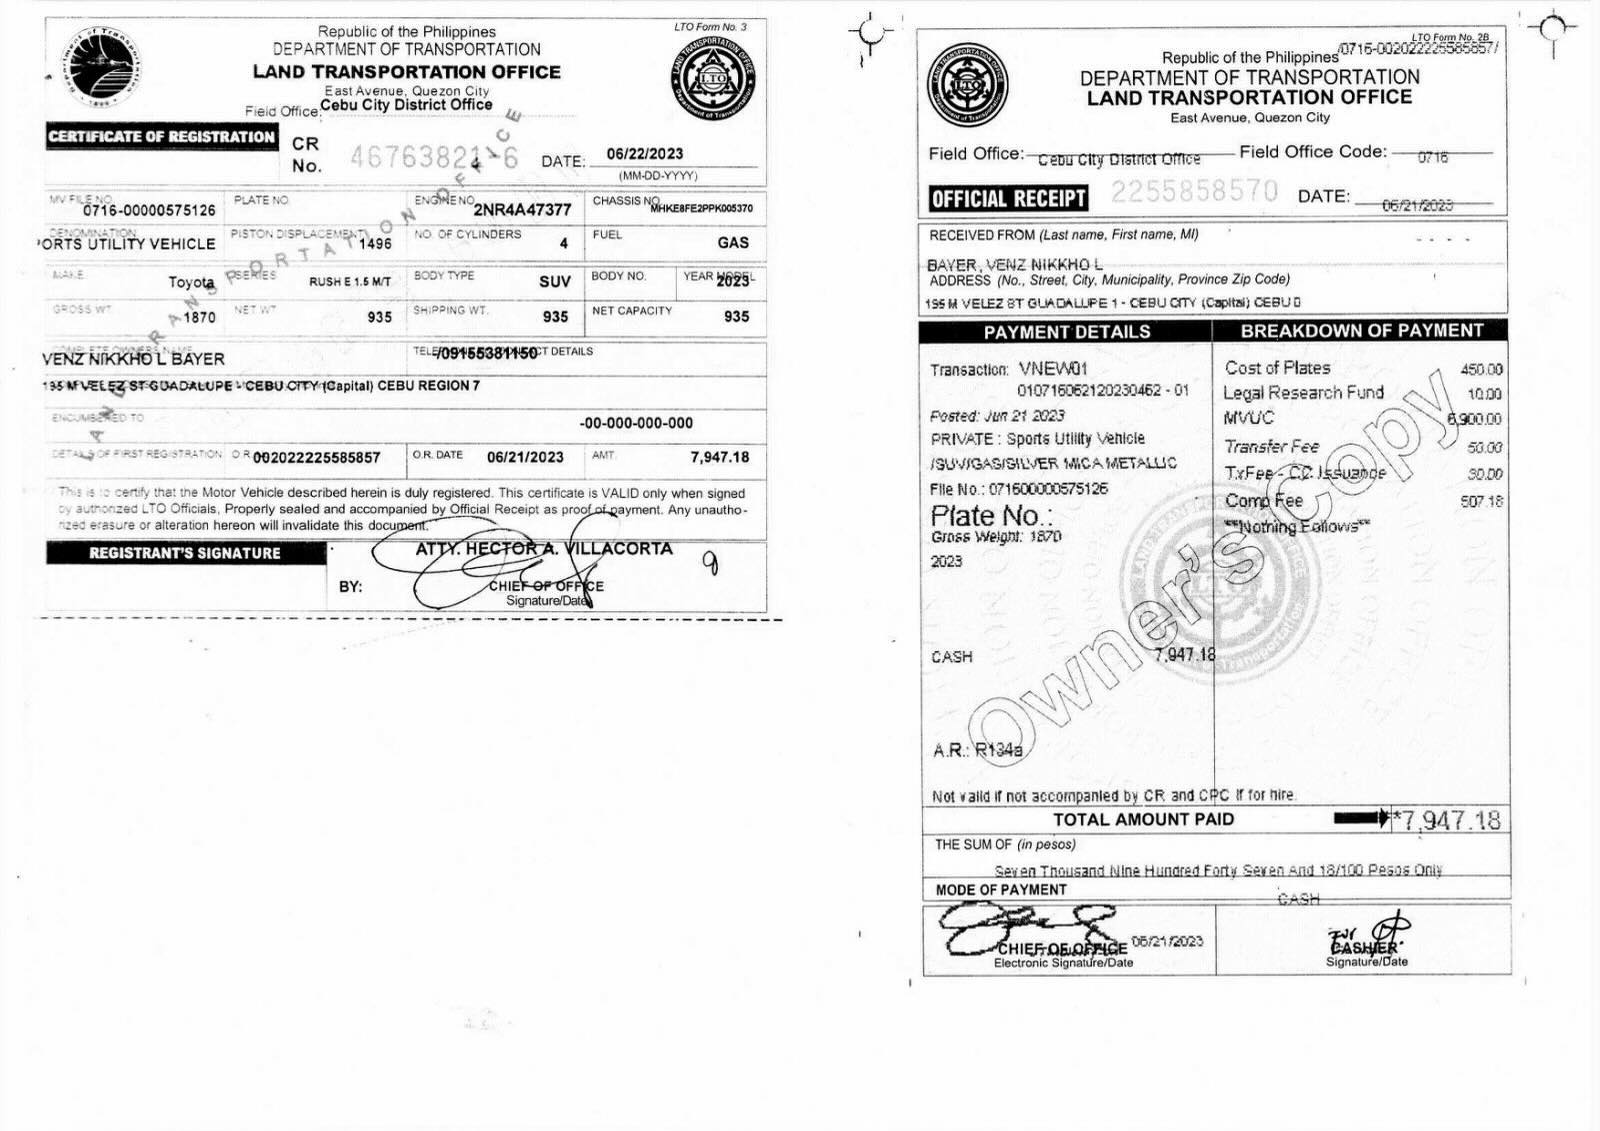 LTO Form No. 3
Republic of the Philippines
DEPARTMENT OF TRANSPORTATION
LAND TRANSPORTATION OFFICE
East Avenue, Quezon City
Field Office: Cebu City District Office
CERTIFICATE OF REGISTRATION
CR No. 46763821-6
DATE: 06/22/2023
(MM-DD-YYYY)
MV FILE NO. 0716-00000575126
PLATE NO.
ENGINE NO. 2NR4A47377
CHASSIS NO. MHKE8FE2PPK005370
DENOMINATION ORTS UTILITY VEHICLE
PISTON DISPLACEMENT 1496
NO. OF CYLINDERS 4
FUEL GAS
MAKE Toyota
SERIES RUSH E 1.5 M/T
BODY TYPE SUV
BODY NO.
YEAR MODEL 2023
GROSS WT. 1870
NET WT. 935
SHIPPING WT. 935
NET CAPACITY 935
COMPLETE OWNER'S NAME
VENZ NIKKHO L BAYER
/09155381150
195 M VELEZ ST GUADALUPE - CEBU CITY (Capital) CEBU REGION 7
ENCUMBERED TO
-00-000-000-000
DETAILS OF FIRST REGISTRATION
O.R. 002022225585857
O.R. DATE 06/21/2023
AMT. 7,947.18
This is to certify that the Motor Vehicle described herein is duly registered. This certificate is VALID only when signed
by authorized LTO Officials, Properly sealed and accompanied by Official Receipt as proof of payment. Any unautho-
rized erasure or alteration hereon will invalidate this document.
REGISTRANT'S SIGNATURE
ATTY. HECTOR A. VILLACORTA
BY:
CHIEF OF OFFICE
Signature/Date
LAND TRANSPORTATION OFFICE
LTO Form No. 2B
/0716-002022225585857/
Republic of the Philippines
DEPARTMENT OF TRANSPORTATION
LAND TRANSPORTATION OFFICE
East Avenue, Quezon City
Field Office: Cebu City District Office
Field Office Code: 0716
OFFICIAL RECEIPT
2255858570
DATE: 06/21/2023
RECEIVED FROM (Last name, First name, MI)
BAYER, VENZ NIKKHO L
ADDRESS (No., Street, City, Municipality, Province Zip Code)
195 M VELEZ ST GUADALUPE 1 - CEBU CITY (Capital) CEBU 0
PAYMENT DETAILS
BREAKDOWN OF PAYMENT
Transaction: VNEW01
010716062120230462 - 01
Posted: Jun 21 2023
PRIVATE : Sports Utility Vehicle
/SUV/GAS/SILVER MICA METALLIC
File No.: 071600000575126
Plate No.:
Gross Weight: 1870
2023
CASH 7,947.18
A.R.: R134a
Cost of Plates 450.00
Legal Research Fund 10.00
MVUC 6,900.00
Transfer Fee 50.00
TxFee - CC Issuance 30.00
Comp Fee 507.18
**Nothing Follows**
Owner's Copy
Not valid if not accompanied by CR and CPC if for hire.
TOTAL AMOUNT PAID
*7,947.18
THE SUM OF (in pesos)
Seven Thousand Nine Hundred Forty Seven And 18/100 Pesos Only
MODE OF PAYMENT
CASH
06/21/2023
CHIEF OF OFFICE
Electronic Signature/Date
CASHIER
Signature/Date